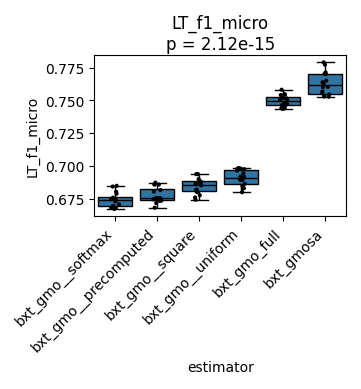 LT_f1_micro
p = 2.12e-15
LT_f1_micro
0.775
0.750
0.725
0.700
0.675
bxt_gmo__softmax
bxt_gmo__precomputed
bxt_gmo__square
bxt_gmo__uniform
bxt_gmo_full
bxt_gmosa
estimator